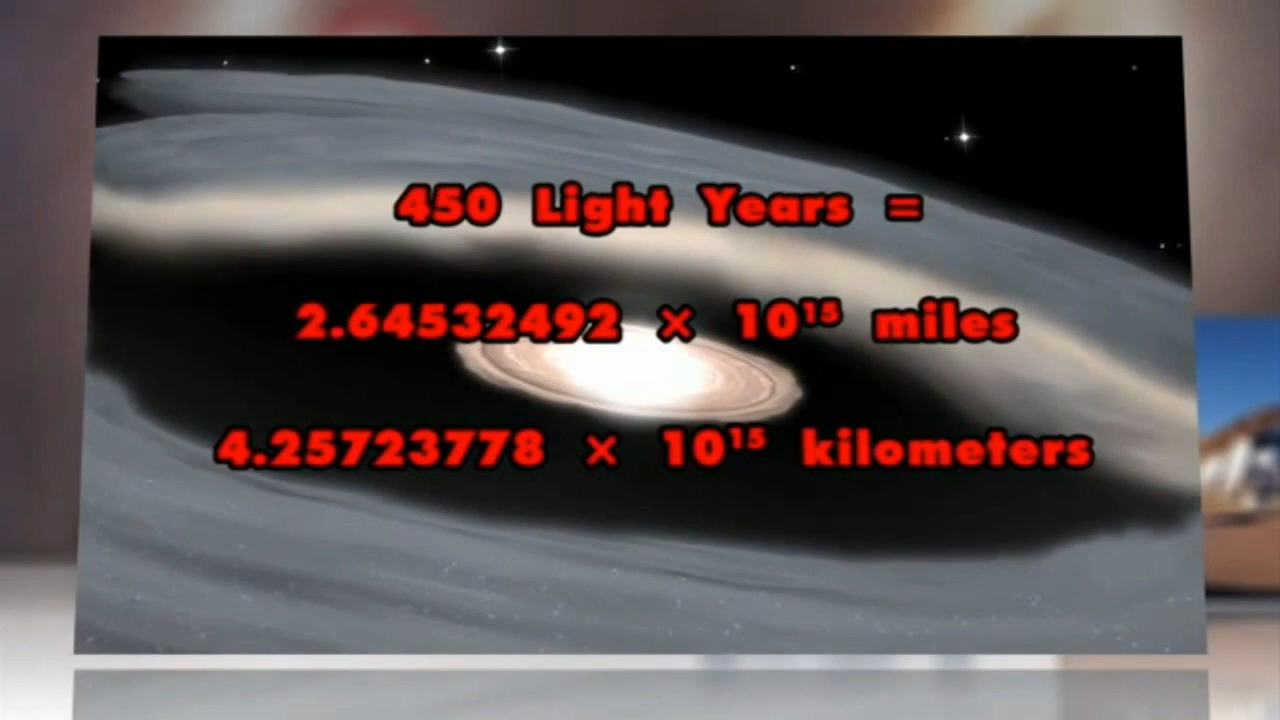 450 Light Years =
2.64532492 × 10¹⁵ miles
4.25723778 × 10¹⁵ kilometers